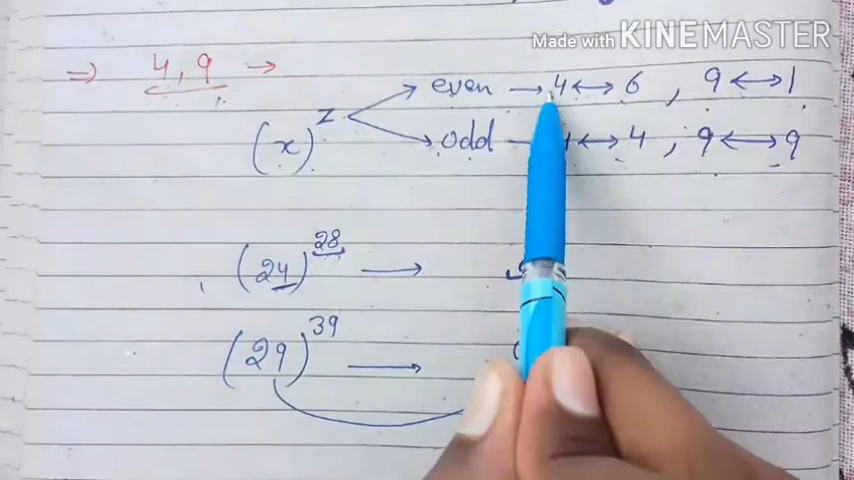 Made with KINEMASTER
⇒ 4, 9 →
(x)^z → even → 4 ↔ 6, 9 ↔ 1
→ odd → ↔ 4, 9 ↔ 9
(24)^28 →
(29)^39 →